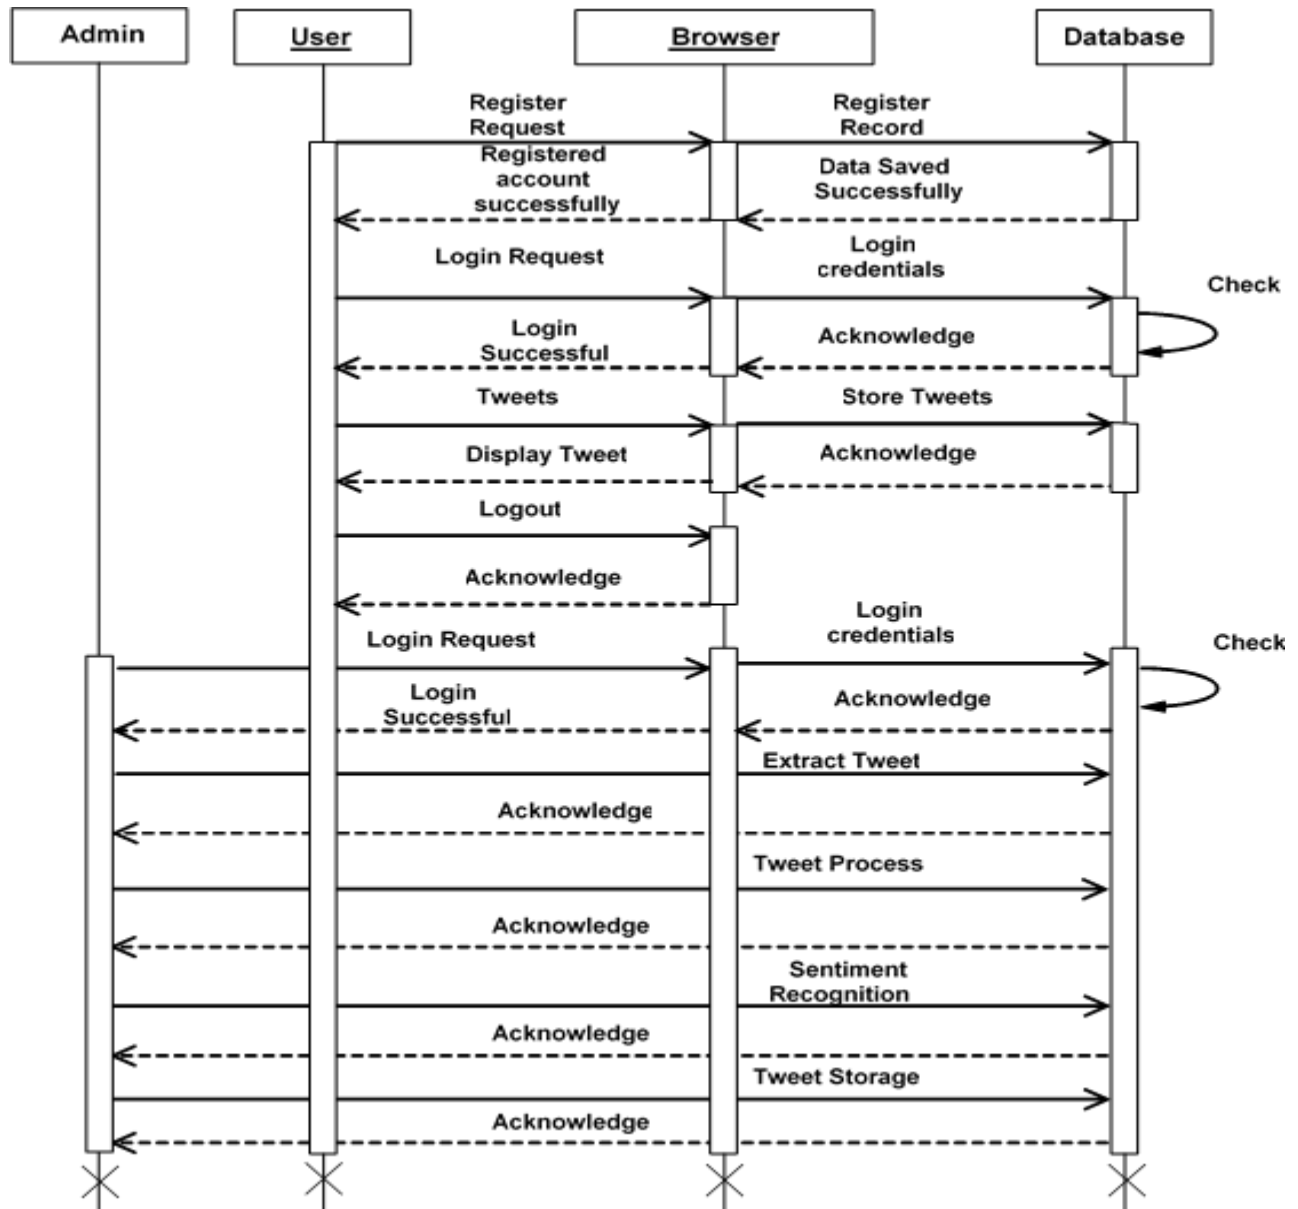 Admin
User
Browser
Database
Register
Request
Register
Record
Registered
account
successfully
Data Saved
Successfully
Login Request
Login
credentials
Check
Login
Successful
Acknowledge
Tweets
Store Tweets
Display Tweet
Acknowledge
Logout
Acknowledge
Login Request
Login
credentials
Check
Login
Successful
Acknowledge
Extract Tweet
Acknowledge
Tweet Process
Acknowledge
Sentiment
Recognition
Acknowledge
Tweet Storage
Acknowledge